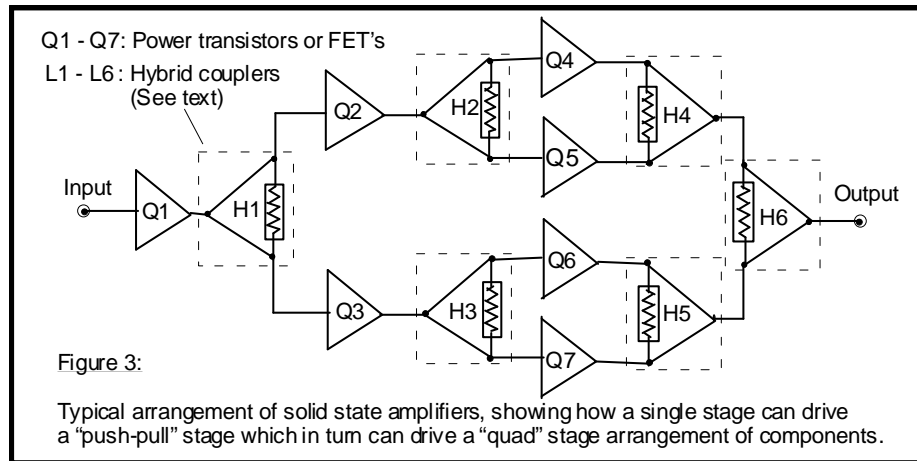 Q1 - Q7: Power transistors or FET's
L1 - L6 : Hybrid couplers
(See text)
Input
Q1
H1
Q2
Q3
H2
H3
Q4
Q5
Q6
Q7
H4
H5
H6
Output
Figure 3:
Typical arrangement of solid state amplifiers, showing how a single stage can drive
a “push-pull” stage which in turn can drive a “quad” stage arrangement of components.